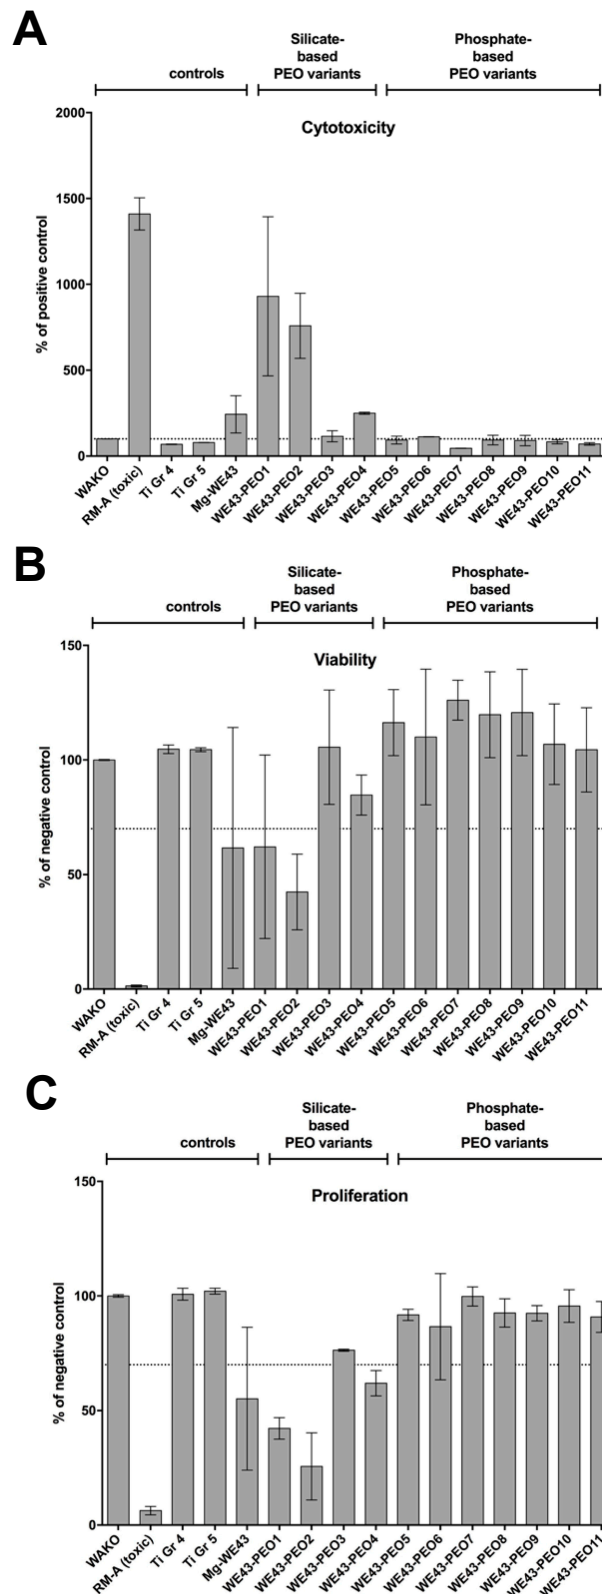 A
controls
Silicate-
based
PEO variants
Phosphate-
based
PEO variants
Cytotoxicity
% of positive control
2000
1500
1000
500
0
WAKO
RM-A (toxic)
Ti Gr 4
Ti Gr 5
Mg-WE43
WE43-PEO1
WE43-PEO2
WE43-PEO3
WE43-PEO4
WE43-PEO5
WE43-PEO6
WE43-PEO7
WE43-PEO8
WE43-PEO9
WE43-PEO10
WE43-PEO11
B
controls
Silicate-
based
PEO variants
Phosphate-
based
PEO variants
Viability
% of negative control
150
100
50
0
WAKO
RM-A (toxic)
Ti Gr 4
Ti Gr 5
Mg-WE43
WE43-PEO1
WE43-PEO2
WE43-PEO3
WE43-PEO4
WE43-PEO5
WE43-PEO6
WE43-PEO7
WE43-PEO8
WE43-PEO9
WE43-PEO10
WE43-PEO11
C
controls
Silicate-
based
PEO variants
Phosphate-
based
PEO variants
Proliferation
% of negative control
150
100
50
0
WAKO
RM-A (toxic)
Ti Gr 4
Ti Gr 5
Mg-WE43
WE43-PEO1
WE43-PEO2
WE43-PEO3
WE43-PEO4
WE43-PEO5
WE43-PEO6
WE43-PEO7
WE43-PEO8
WE43-PEO9
WE43-PEO10
WE43-PEO11